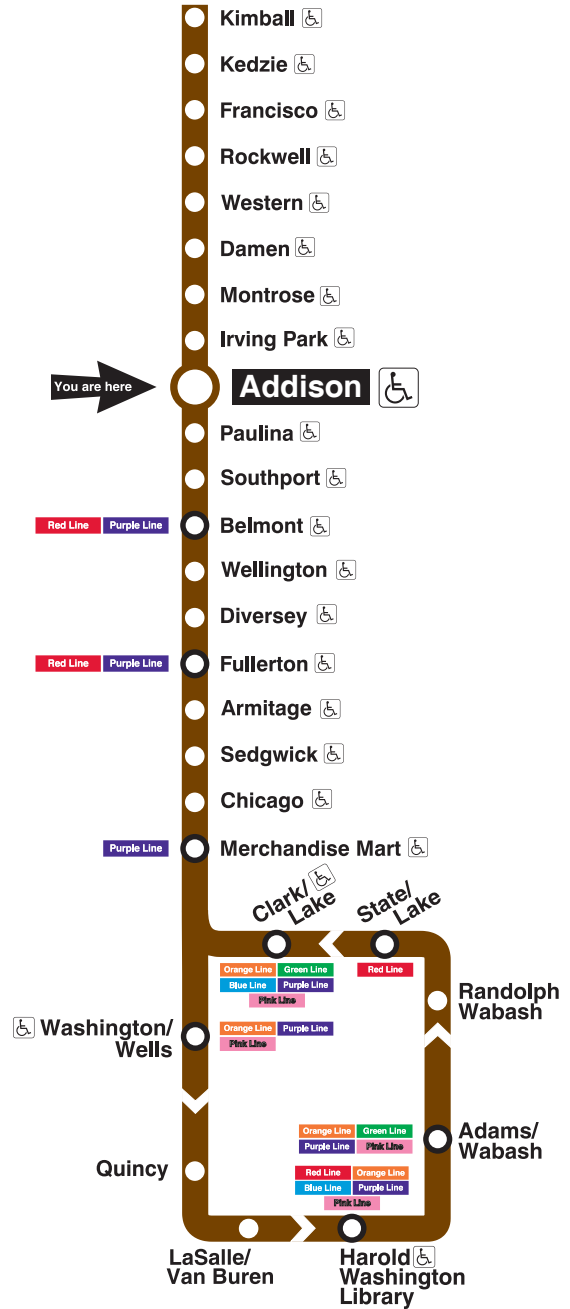 Kimball
Kedzie
Francisco
Rockwell
Western
Damen
Montrose
Irving Park
You are here
Addison
Paulina
Southport
Red Line Purple Line Belmont
Wellington
Diversey
Red Line Purple Line Fullerton
Armitage
Sedgwick
Chicago
Purple Line Merchandise Mart
Clark/
Lake
State/
Lake
Orange Line Green Line
Blue Line Purple Line
Pink Line
Red Line
Randolph
Wabash
Washington/
Wells
Orange Line Purple Line
Pink Line
Orange Line Green Line
Purple Line Pink Line
Adams/
Wabash
Quincy
Red Line Orange Line
Blue Line Purple Line
Pink Line
LaSalle/
Van Buren
Harold
Washington
Library